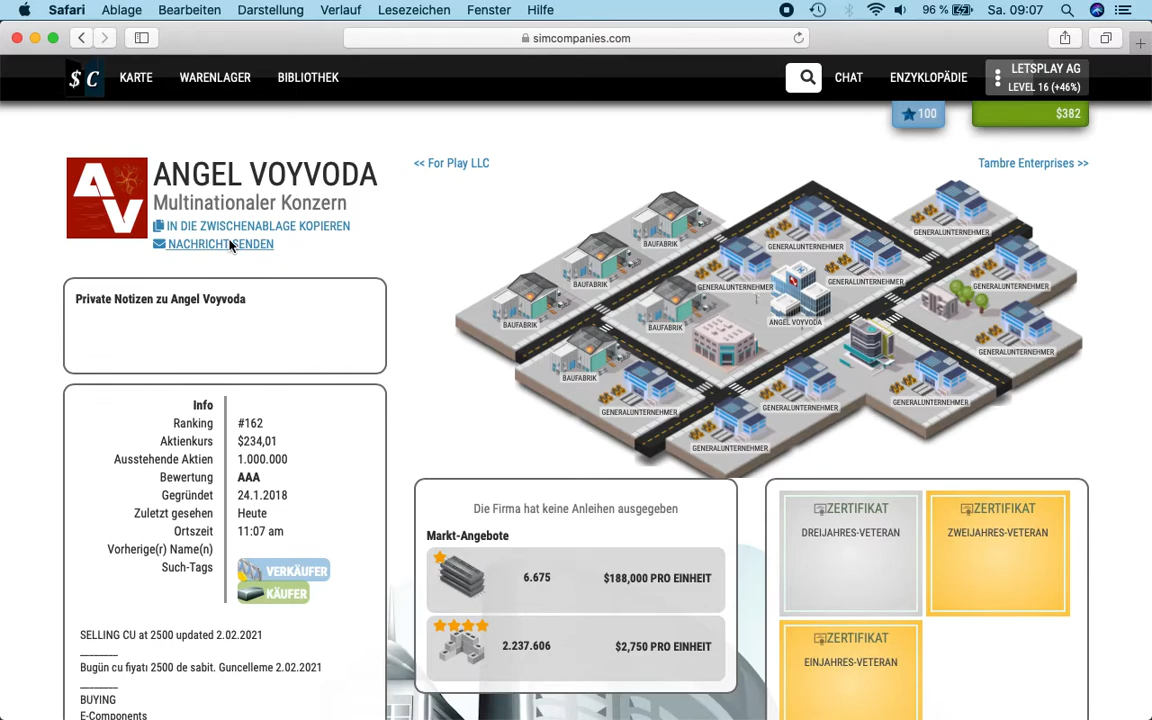 Safari Ablage Bearbeiten Darstellung Verlauf Lesezeichen Fenster Hilfe 96 % Sa. 09:07
simcompanies.com
$ C KARTE WARENLAGER BIBLIOTHEK CHAT ENZYKLOPÄDIE LETSPLAY AG
LEVEL 16 (+46%)
100 $382
AV
ANGEL VOYVODA
Multinationaler Konzern
IN DIE ZWISCHENABLAGE KOPIEREN
NACHRICHT SENDEN
<< For Play LLC Tambre Enterprises >>
BAUFABRIK
GENERALUNTERNEHMER
GENERALUNTERNEHMER
BAUFABRIK
GENERALUNTERNEHMER
GENERALUNTERNEHMER
GENERALUNTERNEHMER
BAUFABRIK
BAUFABRIK
ANGEL VOYVODA
GENERALUNTERNEHMER
BAUFABRIK
GENERALUNTERNEHMER
GENERALUNTERNEHMER
GENERALUNTERNEHMER
GENERALUNTERNEHMER
Private Notizen zu Angel Voyvoda
Info
Ranking #162
Aktienkurs $234,01
Ausstehende Aktien 1.000.000
Bewertung AAA
Gegründet 24.1.2018
Zuletzt gesehen Heute
Ortszeit 11:07 am
Vorherige(r) Name(n)
Such-Tags VERKÄUFER
KÄUFER
SELLING CU at 2500 updated 2.02.2021
________
Bugün cu fiyatı 2500 de sabit. Guncelleme 2.02.2021
________
BUYING
E-Components
Die Firma hat keine Anleihen ausgegeben
Markt-Angebote
6.675 $188,000 PRO EINHEIT
2.237.606 $2,750 PRO EINHEIT
ZERTIFIKAT
DREIJAHRES-VETERAN
ZERTIFIKAT
ZWEIJAHRES-VETERAN
ZERTIFIKAT
EINJAHRES-VETERAN